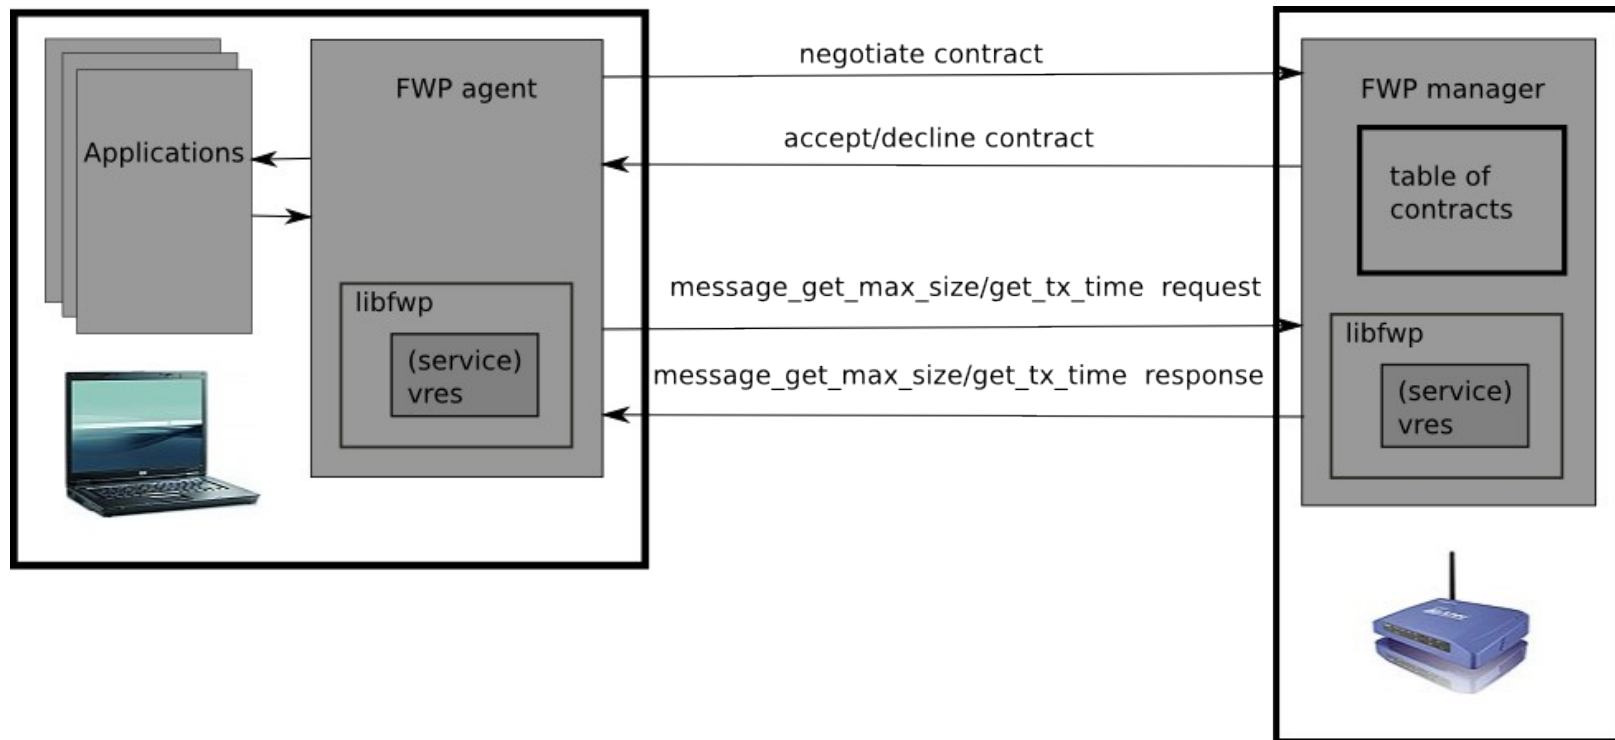 negotiate contract
FWP agent
FWP manager
accept/decline contract
Applications
table of
contracts
message_get_max_size/get_tx_time request
libfwp
(service)
vres
message_get_max_size/get_tx_time response
libfwp
(service)
vres